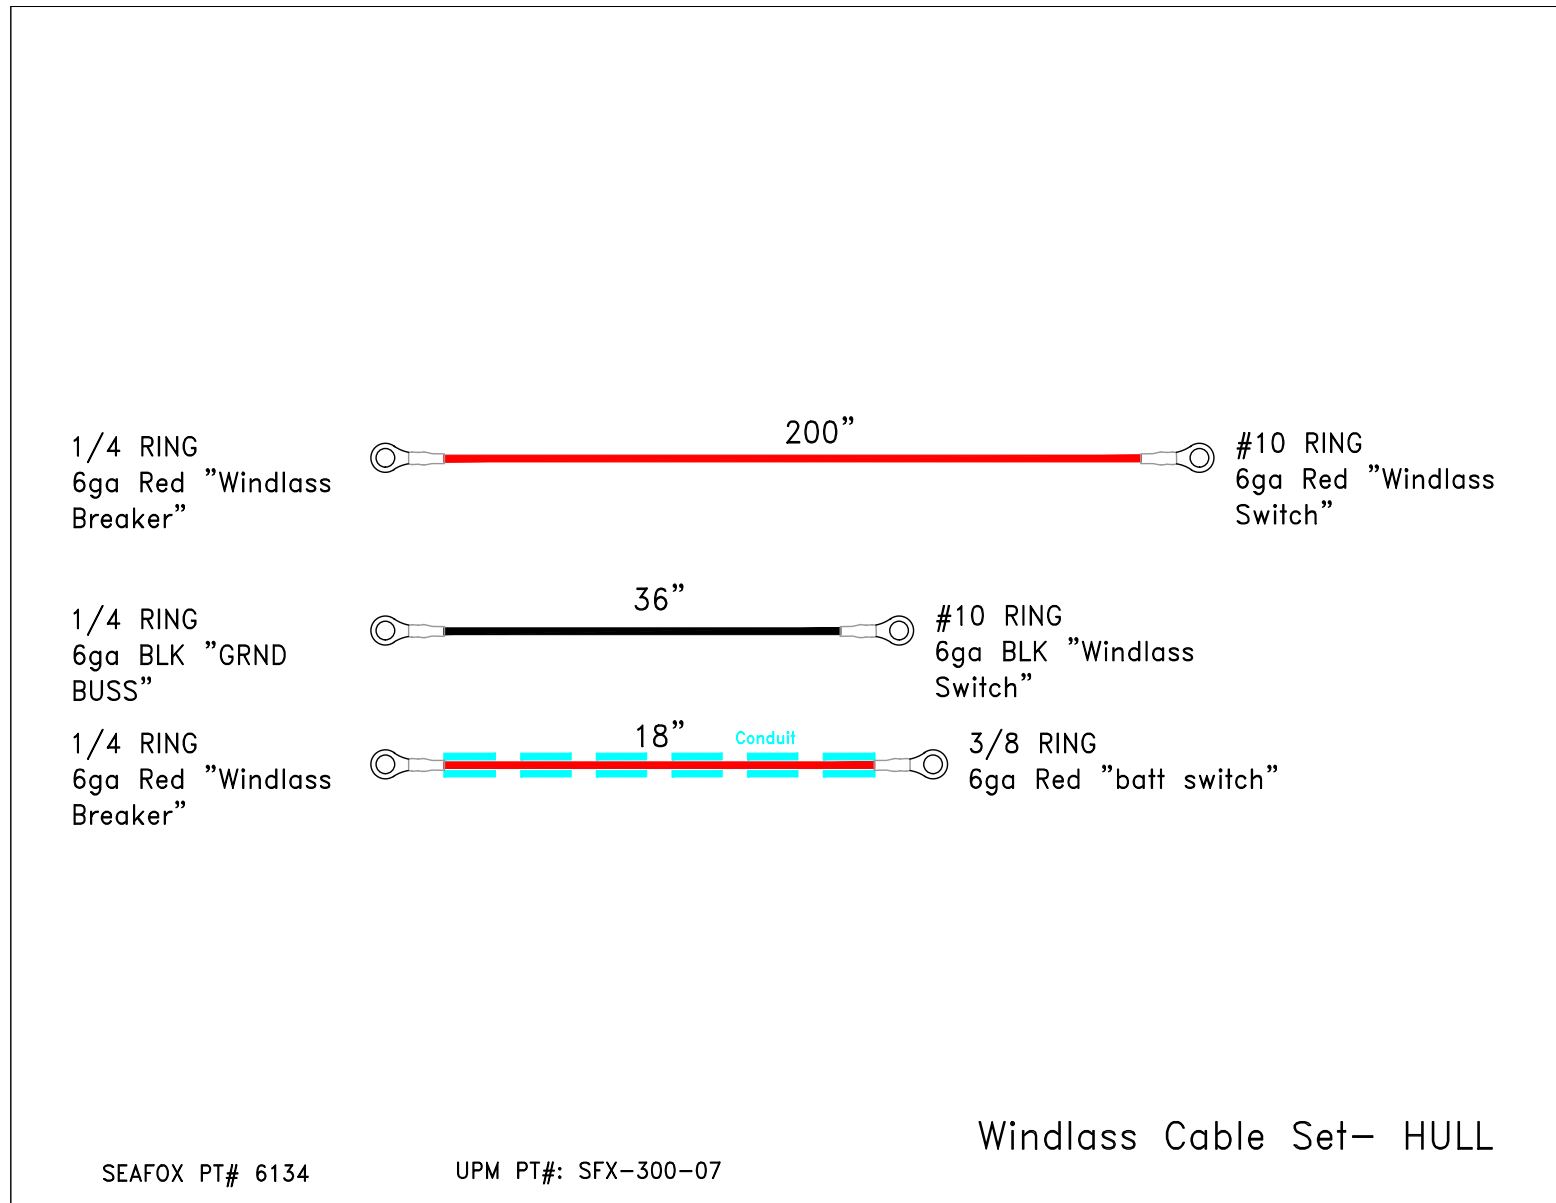 200”
1/4 RING
6ga Red ”Windlass
Breaker”
#10 RING
6ga Red ”Windlass
Switch”
36”
1/4 RING
6ga BLK ”GRND
BUSS”
#10 RING
6ga BLK ”Windlass
Switch”
18”
Conduit
1/4 RING
6ga Red ”Windlass
Breaker”
3/8 RING
6ga Red ”batt switch”
Windlass Cable Set– HULL
SEAFOX PT# 6134
UPM PT#: SFX–300–07